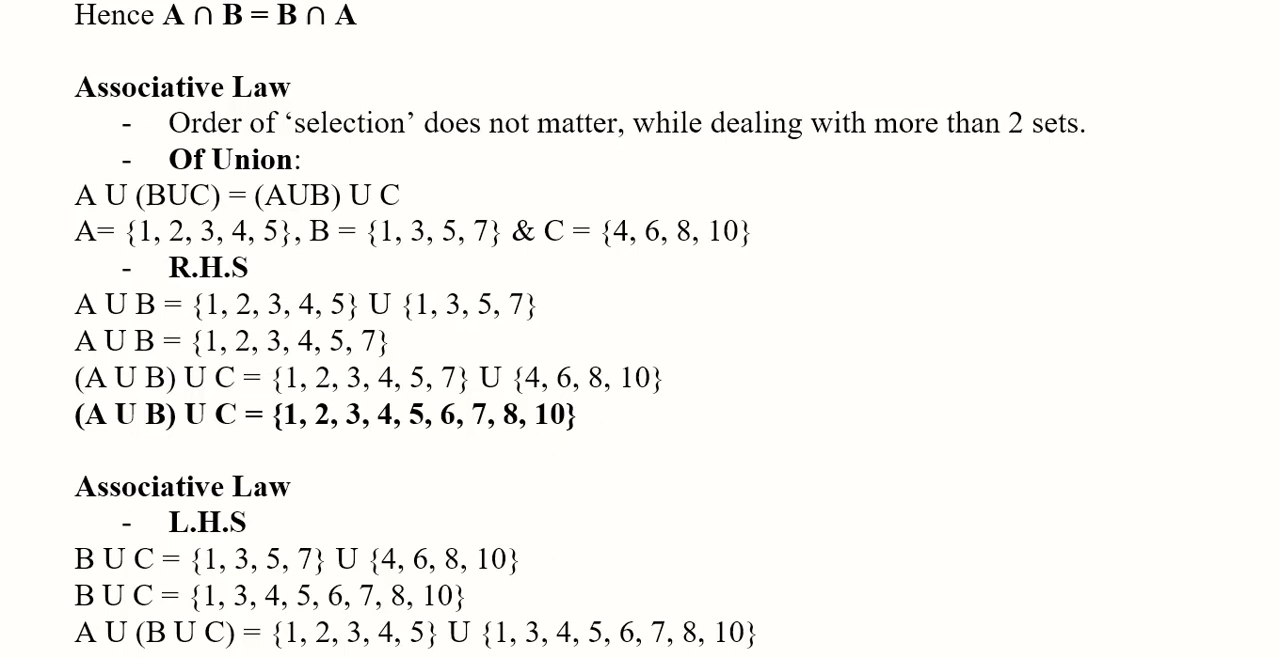 Hence A ∩ B = B ∩ A
Associative Law
- Order of ‘selection’ does not matter, while dealing with more than 2 sets.
- Of Union:
A U (BUC) = (AUB) U C
A= {1, 2, 3, 4, 5}, B = {1, 3, 5, 7} & C = {4, 6, 8, 10}
- R.H.S
A U B = {1, 2, 3, 4, 5} U {1, 3, 5, 7}
A U B = {1, 2, 3, 4, 5, 7}
(A U B) U C = {1, 2, 3, 4, 5, 7} U {4, 6, 8, 10}
(A U B) U C = {1, 2, 3, 4, 5, 6, 7, 8, 10}
Associative Law
- L.H.S
B U C = {1, 3, 5, 7} U {4, 6, 8, 10}
B U C = {1, 3, 4, 5, 6, 7, 8, 10}
A U (B U C) = {1, 2, 3, 4, 5} U {1, 3, 4, 5, 6, 7, 8, 10}